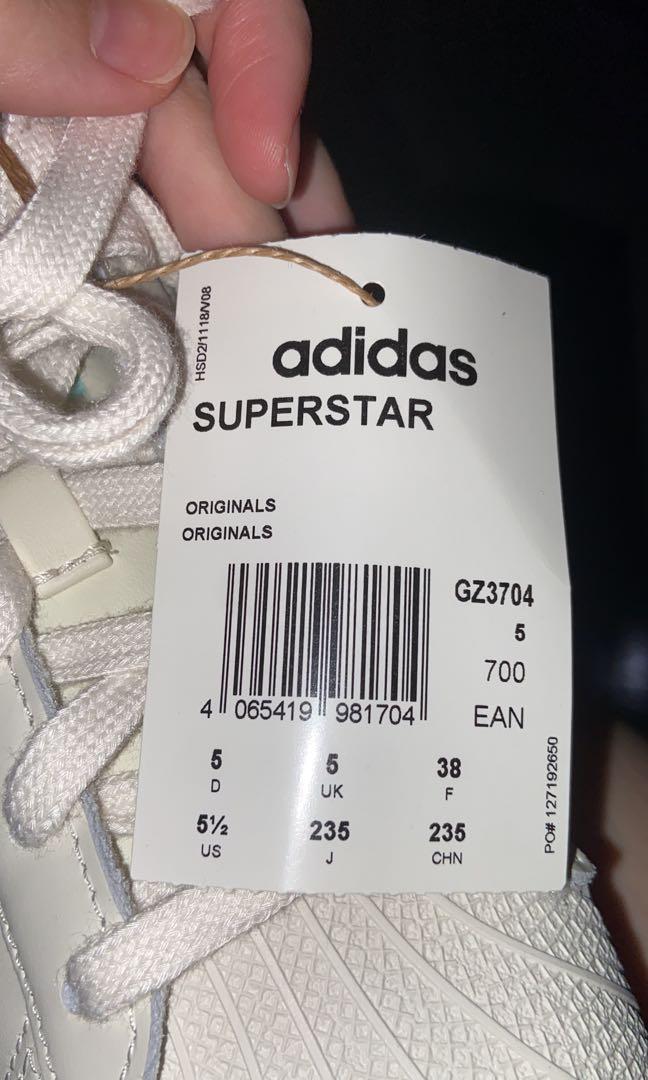 HSD2/1118/V08
adidas
SUPERSTAR
ORIGINALS
ORIGINALS
GZ3704
5
700
EAN
4 065419 981704
5 5 38
D UK F
5½ 235 235
US J CHN
PO# 127192650